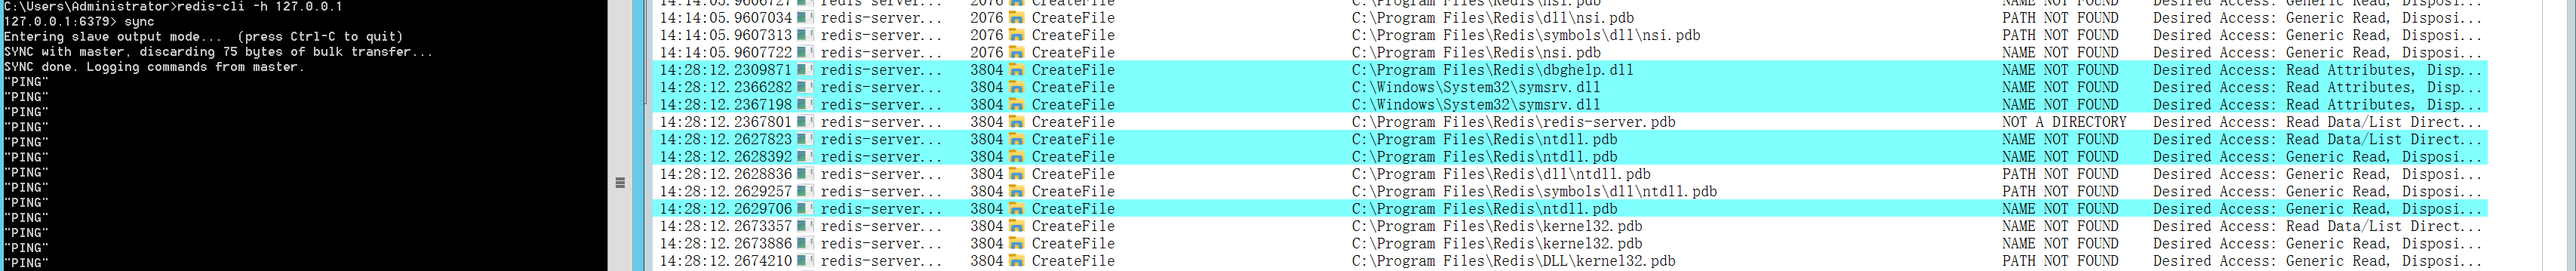 C:\Users\Administrator>redis-cli -h 127.0.0.1
127.0.0.1:6379> sync
Entering slave output mode...  (press Ctrl-C to quit)
SYNC with master, discarding 75 bytes of bulk transfer...
SYNC done. Logging commands from master.
"PING"
"PING"
"PING"
"PING"
"PING"
"PING"
"PING"
"PING"
"PING"
"PING"
"PING"
"PING"
"PING"
14:14:05.9606727 redis-server... 2076 CreateFile C:\Program Files\Redis\nsi.pdb NAME NOT FOUND Desired Access: Generic Read, Disposi...
14:14:05.9607034 redis-server... 2076 CreateFile C:\Program Files\Redis\dll\nsi.pdb PATH NOT FOUND Desired Access: Generic Read, Disposi...
14:14:05.9607313 redis-server... 2076 CreateFile C:\Program Files\Redis\symbols\dll\nsi.pdb PATH NOT FOUND Desired Access: Generic Read, Disposi...
14:14:05.9607722 redis-server... 2076 CreateFile C:\Program Files\Redis\nsi.pdb NAME NOT FOUND Desired Access: Generic Read, Disposi...
14:28:12.2309871 redis-server... 3804 CreateFile C:\Program Files\Redis\dbghelp.dll NAME NOT FOUND Desired Access: Read Attributes, Disp...
14:28:12.2366282 redis-server... 3804 CreateFile C:\Windows\System32\symsrv.dll NAME NOT FOUND Desired Access: Read Attributes, Disp...
14:28:12.2367198 redis-server... 3804 CreateFile C:\Windows\System32\symsrv.dll NAME NOT FOUND Desired Access: Read Attributes, Disp...
14:28:12.2367801 redis-server... 3804 CreateFile C:\Program Files\Redis\redis-server.pdb NOT A DIRECTORY Desired Access: Read Data/List Direct...
14:28:12.2627823 redis-server... 3804 CreateFile C:\Program Files\Redis\ntdll.pdb NAME NOT FOUND Desired Access: Read Data/List Direct...
14:28:12.2628392 redis-server... 3804 CreateFile C:\Program Files\Redis\ntdll.pdb NAME NOT FOUND Desired Access: Generic Read, Disposi...
14:28:12.2628836 redis-server... 3804 CreateFile C:\Program Files\Redis\dll\ntdll.pdb PATH NOT FOUND Desired Access: Generic Read, Disposi...
14:28:12.2629257 redis-server... 3804 CreateFile C:\Program Files\Redis\symbols\dll\ntdll.pdb PATH NOT FOUND Desired Access: Generic Read, Disposi...
14:28:12.2629706 redis-server... 3804 CreateFile C:\Program Files\Redis\ntdll.pdb NAME NOT FOUND Desired Access: Generic Read, Disposi...
14:28:12.2673357 redis-server... 3804 CreateFile C:\Program Files\Redis\kernel32.pdb NAME NOT FOUND Desired Access: Read Data/List Direct...
14:28:12.2673886 redis-server... 3804 CreateFile C:\Program Files\Redis\kernel32.pdb NAME NOT FOUND Desired Access: Generic Read, Disposi...
14:28:12.2674210 redis-server... 3804 CreateFile C:\Program Files\Redis\DLL\kernel32.pdb PATH NOT FOUND Desired Access: Generic Read, Disposi...